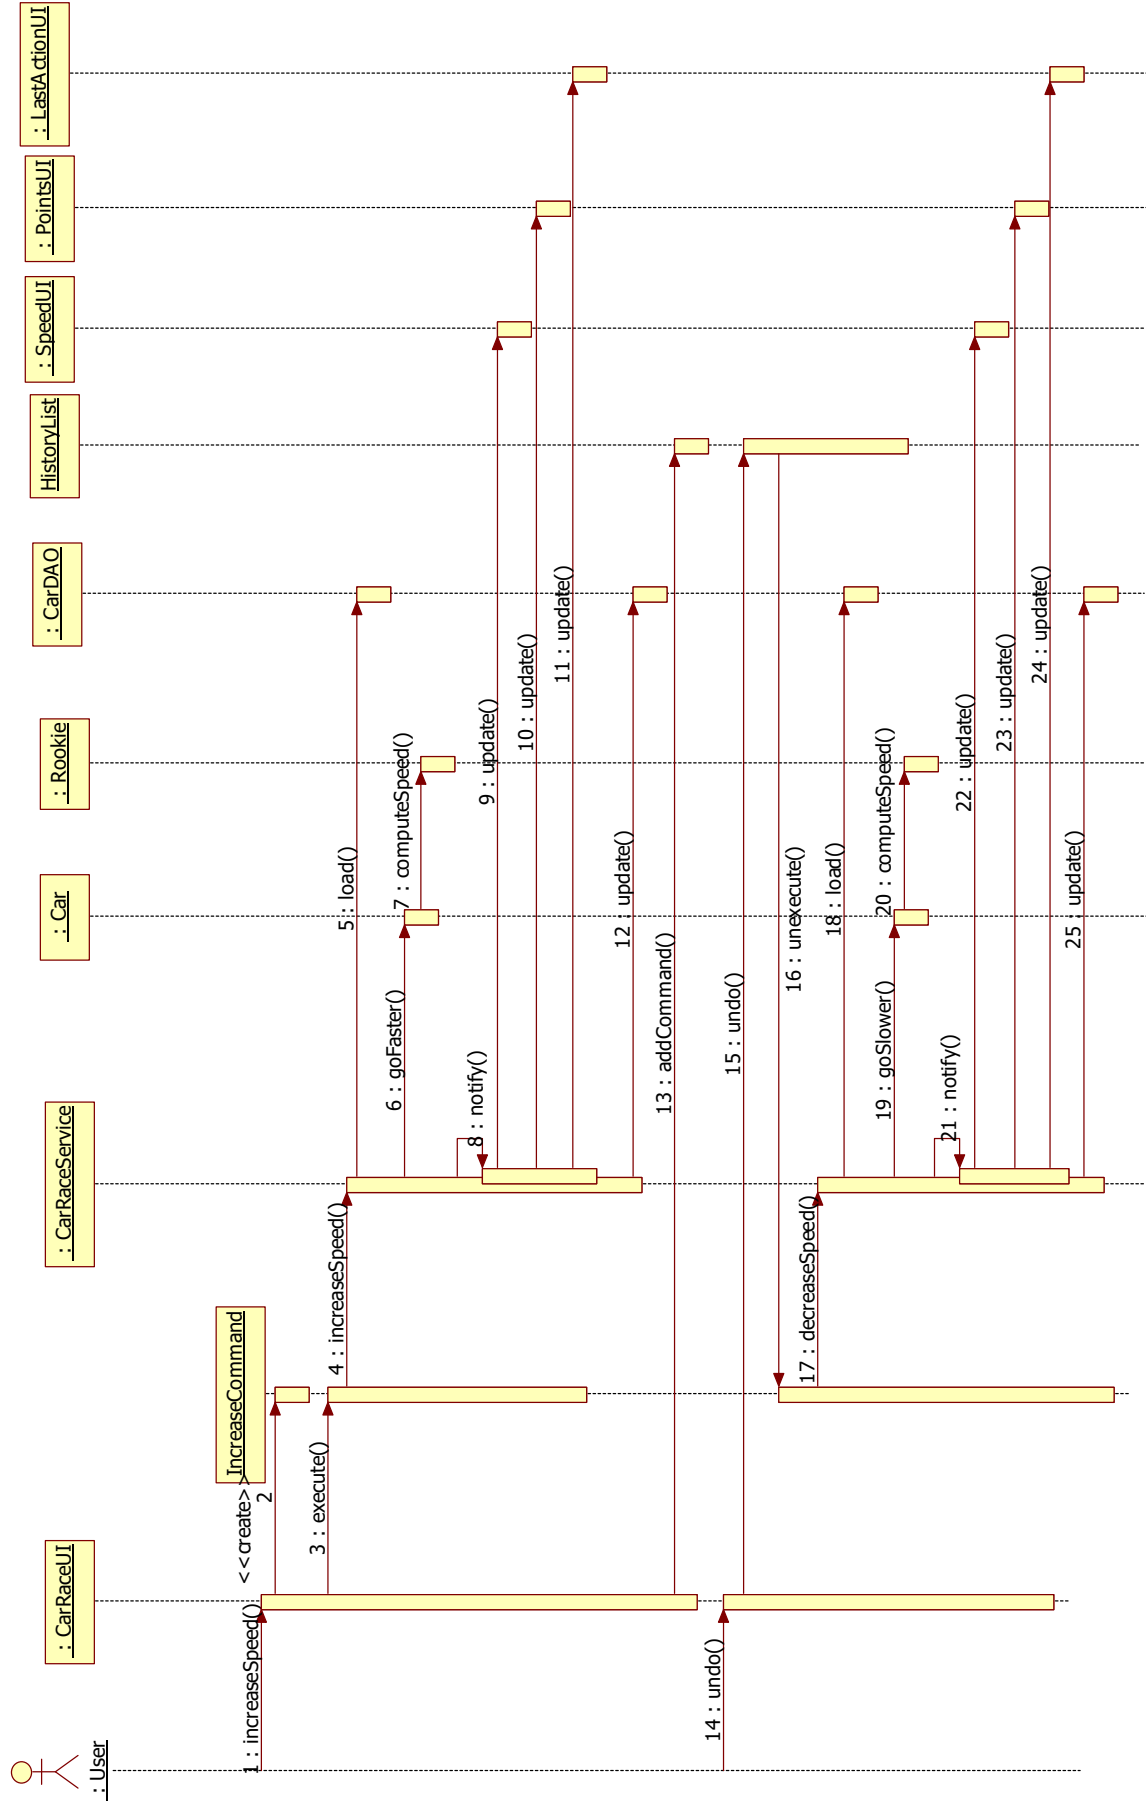 : User
: CarRaceUI
IncreaseCommand
: CarRaceService
: Car
: Rookie
: CarDAO
HistoryList
: SpeedUI
: PointsUI
: LastActionUI
1 : increaseSpeed()
<<create>>
2
3 : execute()
4 : increaseSpeed()
5 : load()
6 : goFaster()
7 : computeSpeed()
8 : notify()
9 : update()
10 : update()
11 : update()
12 : update()
13 : addCommand()
14 : undo()
15 : undo()
16 : unexecute()
17 : decreaseSpeed()
18 : load()
19 : goSlower()
20 : computeSpeed()
21 : notify()
22 : update()
23 : update()
24 : update()
25 : update()